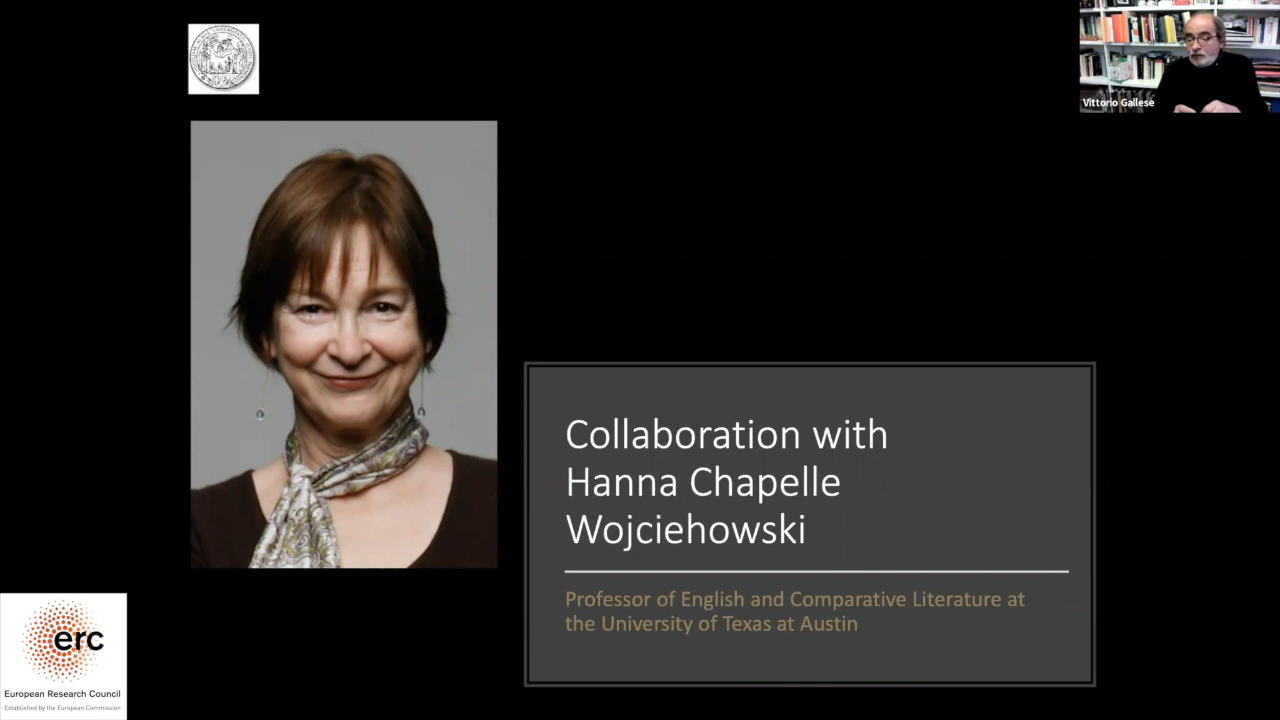 Vittorio Gallese
Collaboration with
Hanna Chapelle
Wojciehowski
Professor of English and Comparative Literature at
the University of Texas at Austin
erc
European Research Council
Established by the European Commission